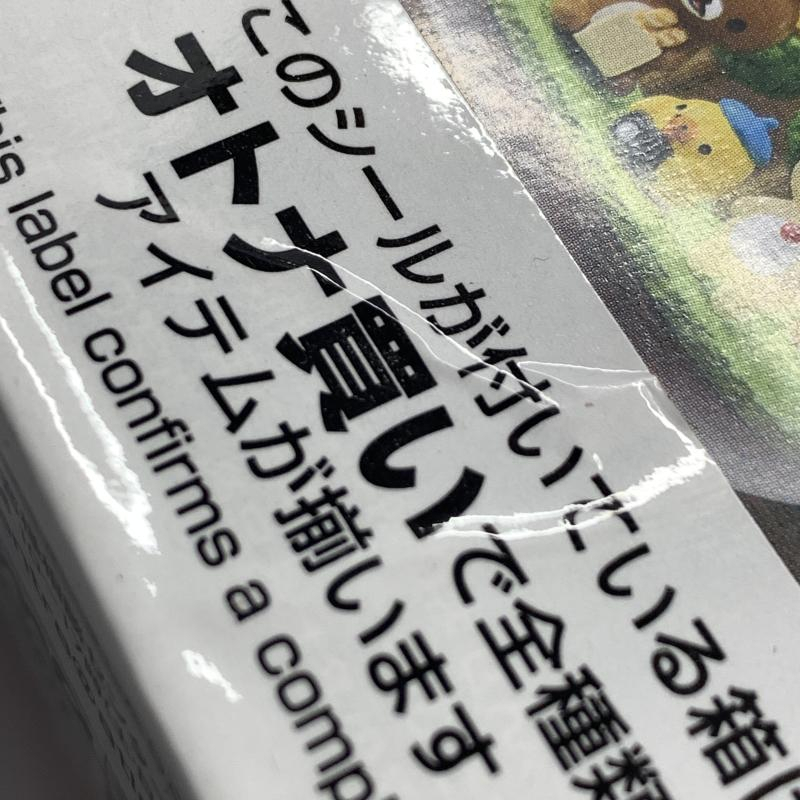 このシールが付いている箱
オトナ買いで全種類
アイテムが揃います
his label confirms a comp